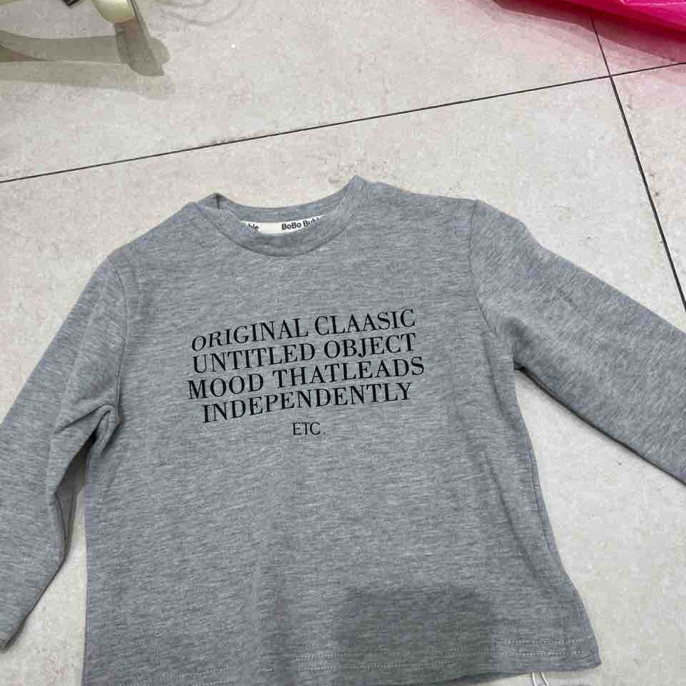 BoBo
ORIGINAL CLAASIC
UNTITLED OBJECT
MOOD THATLEADS
INDEPENDENTLY
ETC.